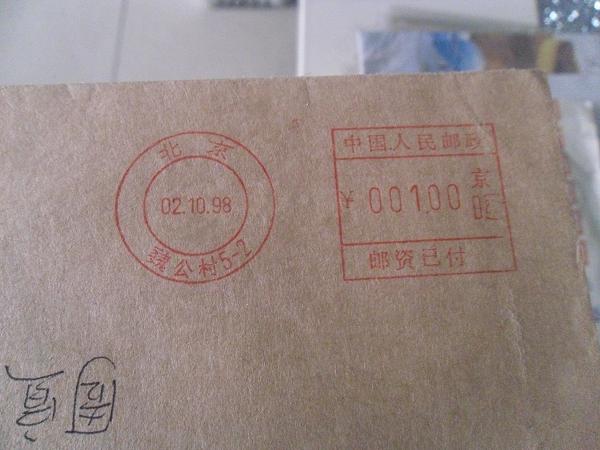 北京
02.10.98
魏公村5-2
中国人民邮政
¥ 001.00 京
邮资已付